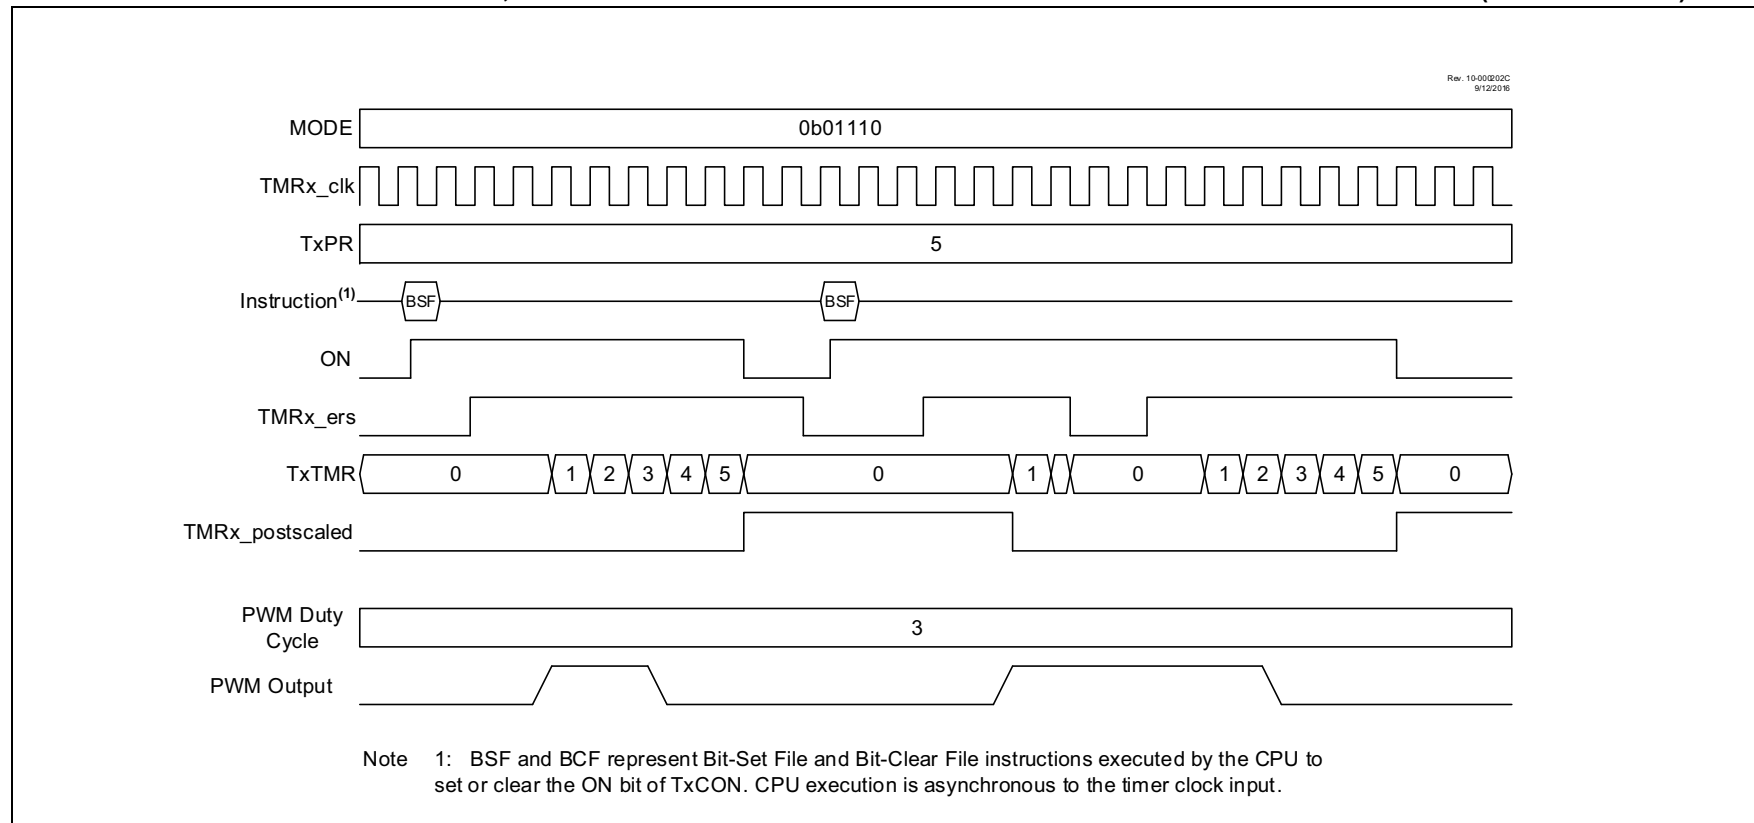 Rev. 10-000202C
9/12/2016
MODE 0b01110
TMRx_clk
TxPR 5
Instruction(1) BSF BSF
ON
TMRx_ers
TxTMR 0 1 2 3 4 5 0 1 0 1 2 3 4 5 0
TMRx_postscaled
PWM Duty
Cycle 3
PWM Output
Note 1: BSF and BCF represent Bit-Set File and Bit-Clear File instructions executed by the CPU to
set or clear the ON bit of TxCON. CPU execution is asynchronous to the timer clock input.